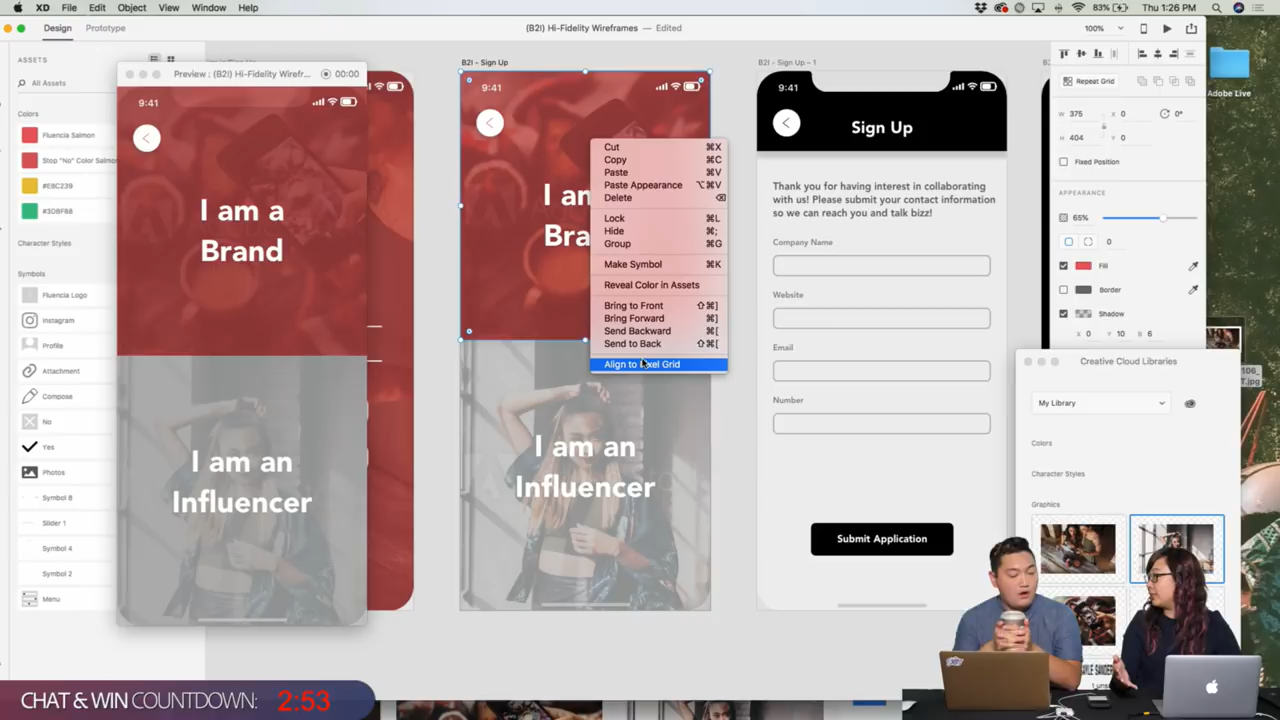 XD File Edit Object View Window Help
83%
Thu 1:26 PM
Design Prototype
(B2I) Hi-Fidelity Wireframes — Edited
100%
ASSETS
All Assets
Colors
Fluencia Salmon
Stop "No" Color Salmon
#E8C239
#3DBF88
Character Styles
Symbols
Fluencia Logo
Instagram
Profile
Attachment
Compose
No
Yes
Photos
Symbol 8
Slider 1
Symbol 4
Symbol 2
Menu
Preview : (B2I) Hi-Fidelity Wirefr...
00:00
9:41
I am a
Brand
I am an
Influencer
B2I - Sign Up
9:41
I am
Bra
I am an
Influencer
Cut ⌘X
Copy ⌘C
Paste ⌘V
Paste Appearance ⌥⌘V
Delete ⌫
Lock ⌘L
Hide ⌘;
Group ⌘G
Make Symbol ⌘K
Reveal Color in Assets
Bring to Front ⇧⌘]
Bring Forward ⌘]
Send Backward ⌘[
Send to Back ⇧⌘[
Align to Pixel Grid
B2I - Sign Up – 1
9:41
Sign Up
Thank you for having interest in collaborating
with us! Please submit your contact information
so we can reach you and talk bizz!
Company Name
Website
Email
Number
Submit Application
Repeat Grid
W 375 X 0 0°
H 404 Y 0
Fixed Position
APPEARANCE
65%
0
Fill
Border
Shadow
X 0 Y 10 B 6
Adobe Live
Creative Cloud Libraries
My Library
Colors
Character Styles
Graphics
CHAT & WIN COUNTDOWN: 2:53